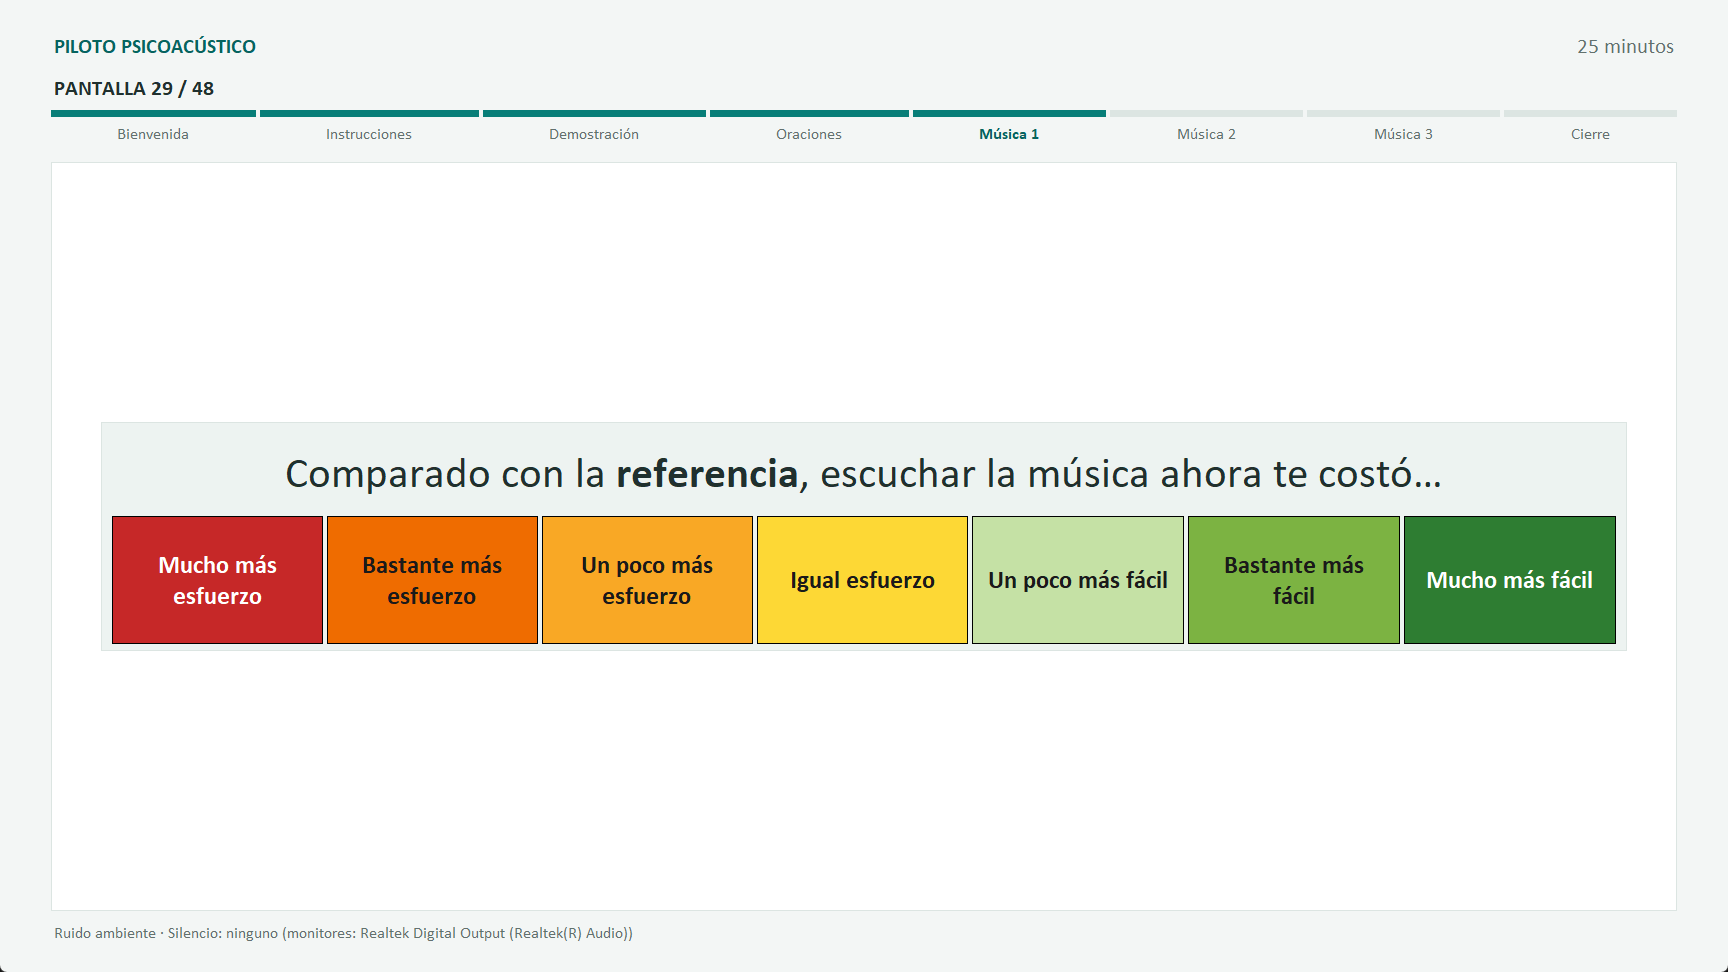 PILOTO PSICOACÚSTICO
25 minutos
PANTALLA 29 / 48
Bienvenida
Instrucciones
Demostración
Oraciones
Música 1
Música 2
Música 3
Cierre
Comparado con la referencia, escuchar la música ahora te costó...
Mucho más
esfuerzo
Bastante más
esfuerzo
Un poco más
esfuerzo
Igual esfuerzo
Un poco más fácil
Bastante más
fácil
Mucho más fácil
Ruido ambiente · Silencio: ninguno (monitores: Realtek Digital Output (Realtek(R) Audio))